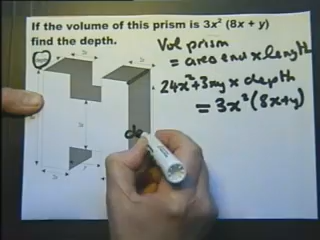 If the volume of this prism is 3x² (8x + y)
find the depth.
Vol prism
= area end x length
24x²+3xy x depth
= 3x²(8x+y)
de